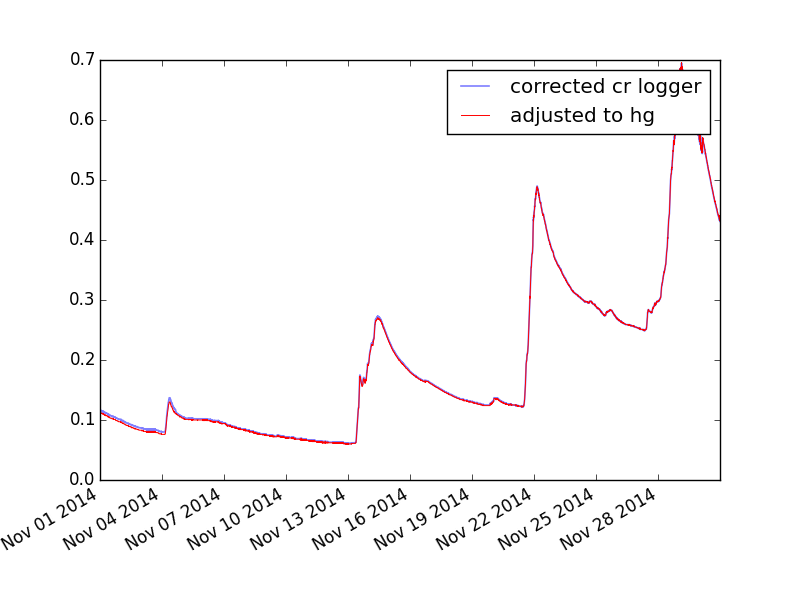 0.7
0.6
0.5
0.4
0.3
0.2
0.1
0.0
corrected cr logger
adjusted to hg
Nov 01 2014
Nov 04 2014
Nov 07 2014
Nov 10 2014
Nov 13 2014
Nov 16 2014
Nov 19 2014
Nov 22 2014
Nov 25 2014
Nov 28 2014